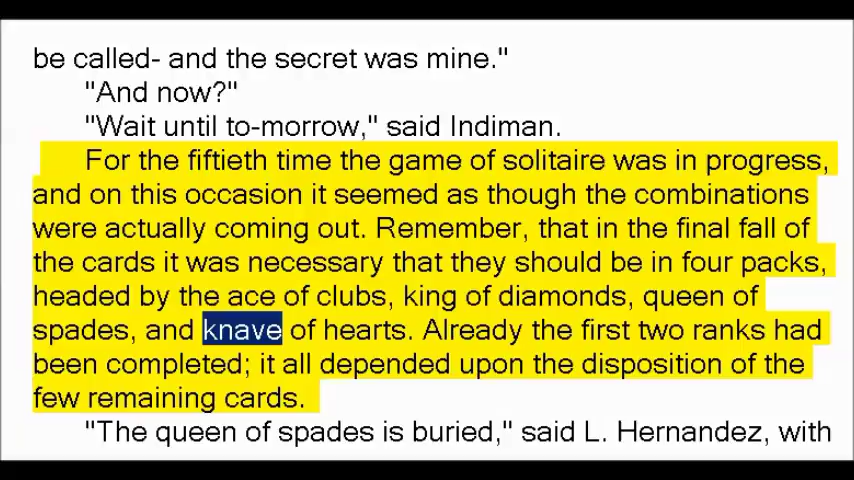 be called- and the secret was mine."
"And now?"
"Wait until to-morrow," said Indiman.
For the fiftieth time the game of solitaire was in progress,
and on this occasion it seemed as though the combinations
were actually coming out. Remember, that in the final fall of
the cards it was necessary that they should be in four packs,
headed by the ace of clubs, king of diamonds, queen of
spades, and knave of hearts. Already the first two ranks had
been completed; it all depended upon the disposition of the
few remaining cards.
"The queen of spades is buried," said L. Hernandez, with